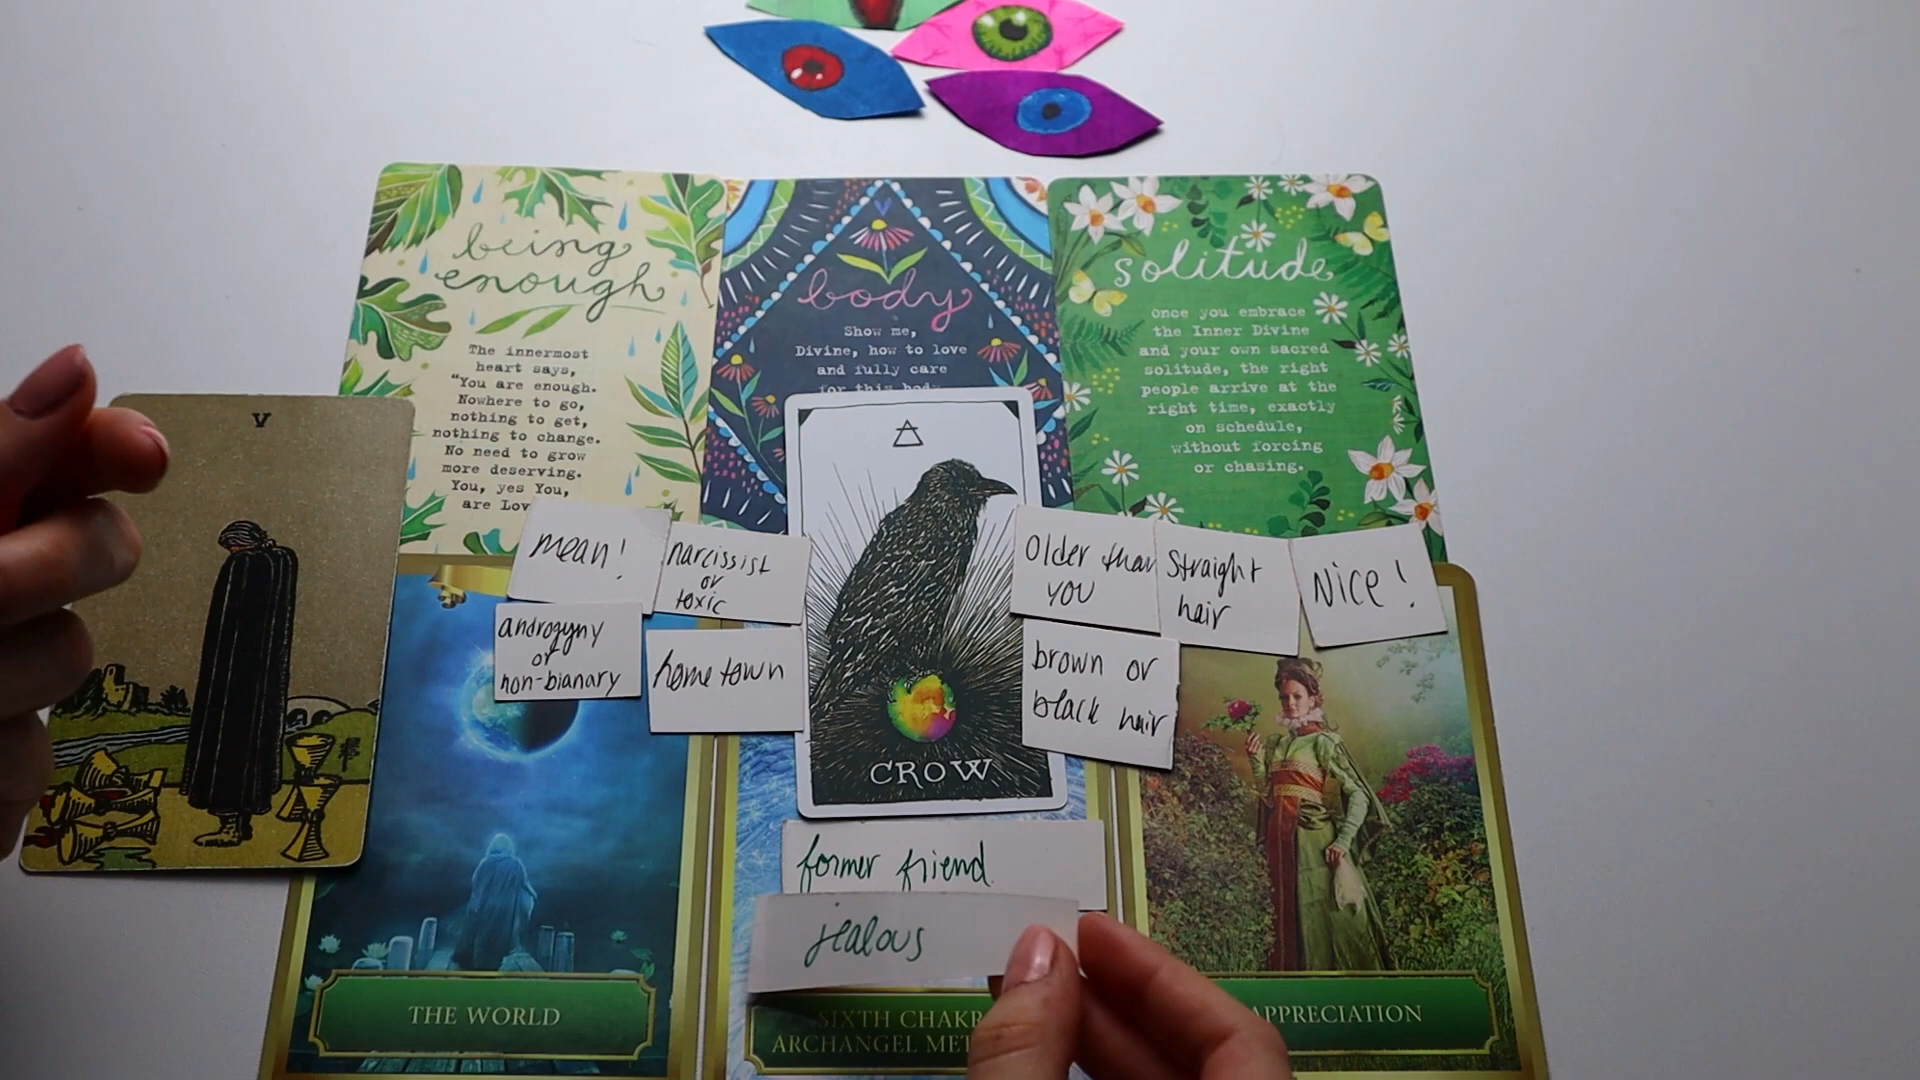 being
enough
The innermost
heart says,
"You are enough.
Nowhere to go,
nothing to get,
nothing to change.
No need to grow
more deserving.
You, yes You,
are Lov
body
Show me,
Divine, how to love
and fully care
for this body
solitude
Once you embrace
the Inner Divine
and your own sacred
solitude, the right
people arrive at the
right time, exactly
on schedule,
without forcing
or chasing.
V
mean!
narcissist
or
toxic
androgyny
or
non-bianary
home town
Older than
you
Straight
hair
Nice!
brown or
black hair
CROW
former friend
jealous
THE WORLD
SIXTH CHAKR
ARCHANGEL MET
APPRECIATION